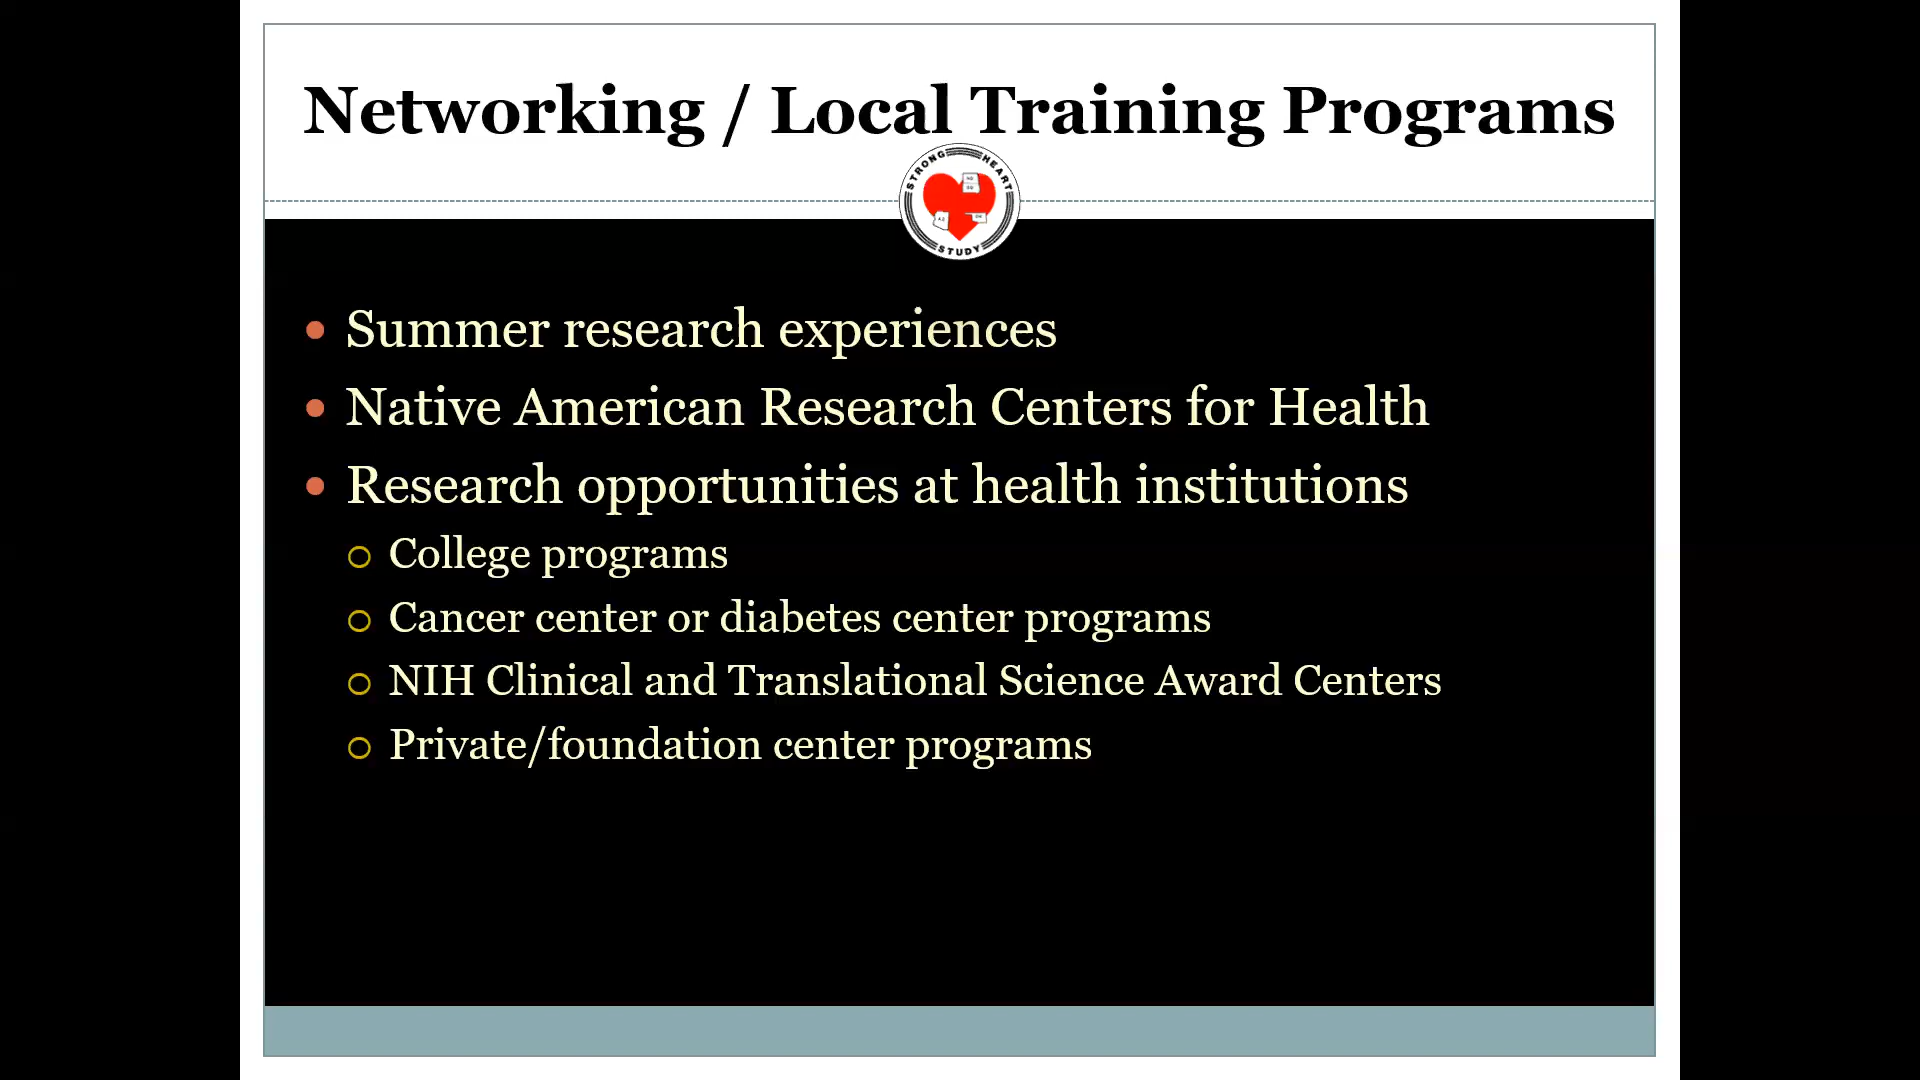 Networking / Local Training Programs
STRONG HEART
STUDY
Summer research experiences
Native American Research Centers for Health
Research opportunities at health institutions
College programs
Cancer center or diabetes center programs
NIH Clinical and Translational Science Award Centers
Private/foundation center programs